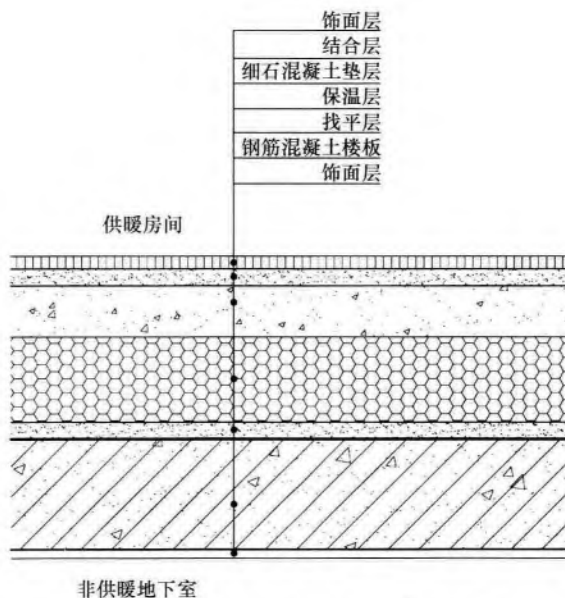 饰面层
结合层
细石混凝土垫层
保温层
找平层
钢筋混凝土楼板
饰面层
供暖房间
非供暖地下室